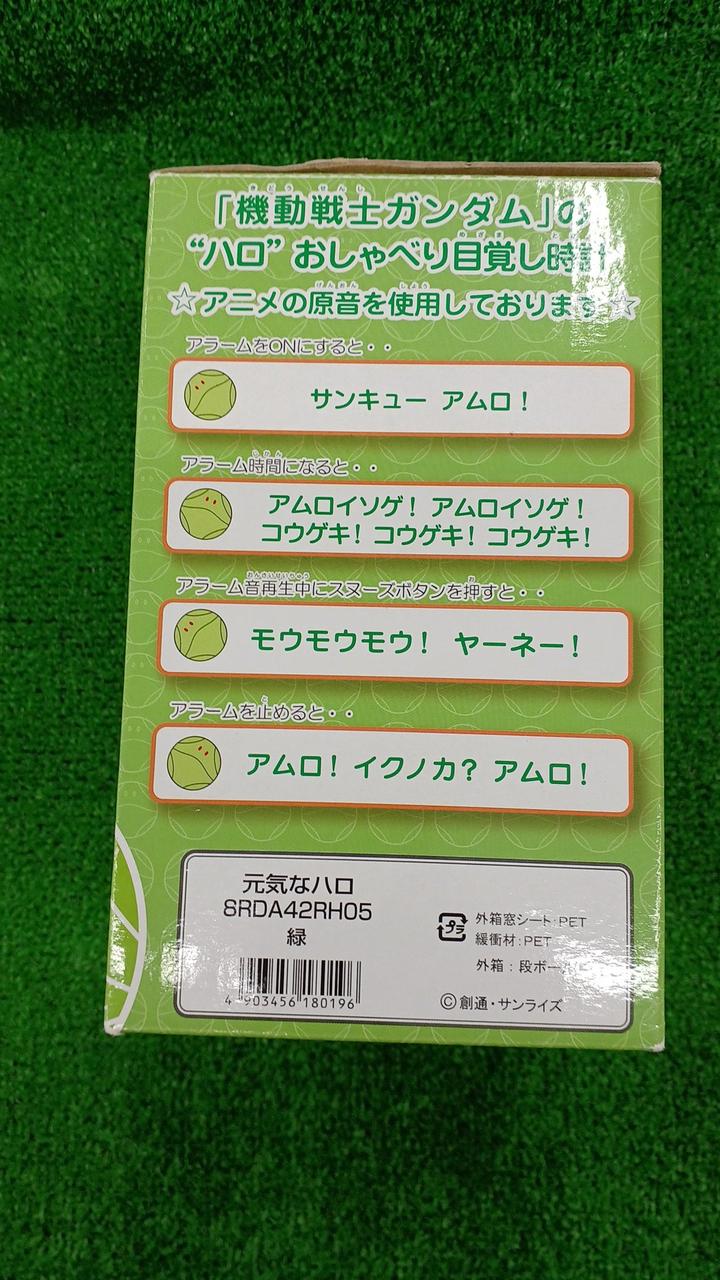 「機動戦士ガンダム」の
“ハロ” おしゃべり目覚し時計
☆アニメの原音を使用しております☆
アラームをONにすると・・
サンキュー アムロ！
アラーム時間になると・・
アムロイソゲ！ アムロイソゲ！
コウゲキ！ コウゲキ！ コウゲキ！
アラーム音再生中にスヌーズボタンを押すと・・
モウモウモウ！ ヤーネー！
アラームを止めると・・
アムロ！ イクノカ？ アムロ！
元気なハロ
8RDA42RH05
緑
4 903456 180196
プラ
外箱窓シート:PET
緩衝材:PET
外箱：段ボール
©創通・サンライズ